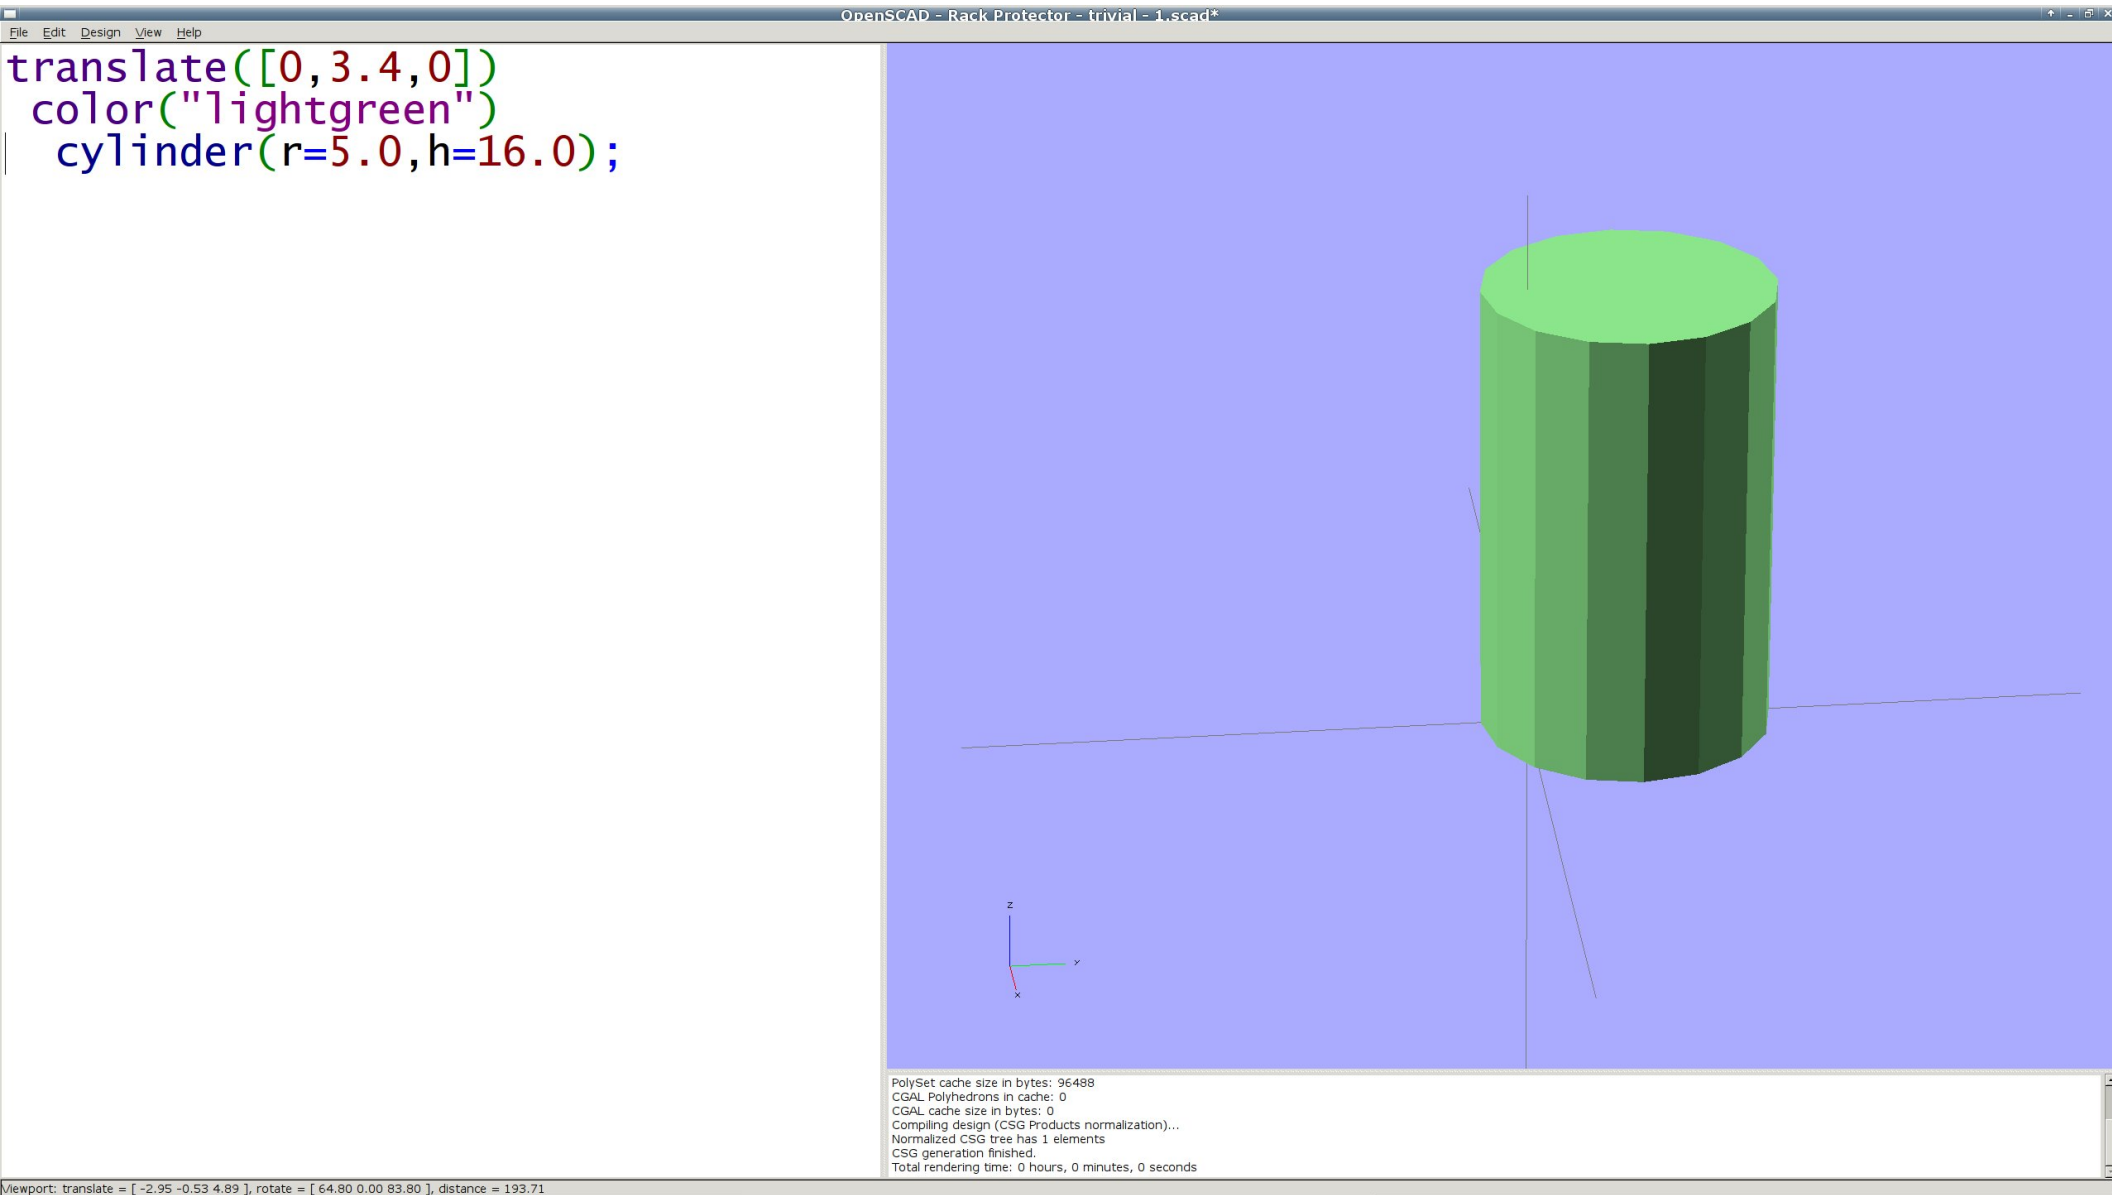 OpenSCAD - Rack Protector - trivial - 1.scad*
File Edit Design View Help
translate([0,3.4,0])
color("lightgreen")
cylinder(r=5.0,h=16.0);
Z
Y
X
PolySet cache size in bytes: 96488
CGAL Polyhedrons in cache: 0
CGAL cache size in bytes: 0
Compiling design (CSG Products normalization)...
Normalized CSG tree has 1 elements
CSG generation finished.
Total rendering time: 0 hours, 0 minutes, 0 seconds
Viewport: translate = [ -2.95 -0.53 4.89 ], rotate = [ 64.80 0.00 83.80 ], distance = 193.71